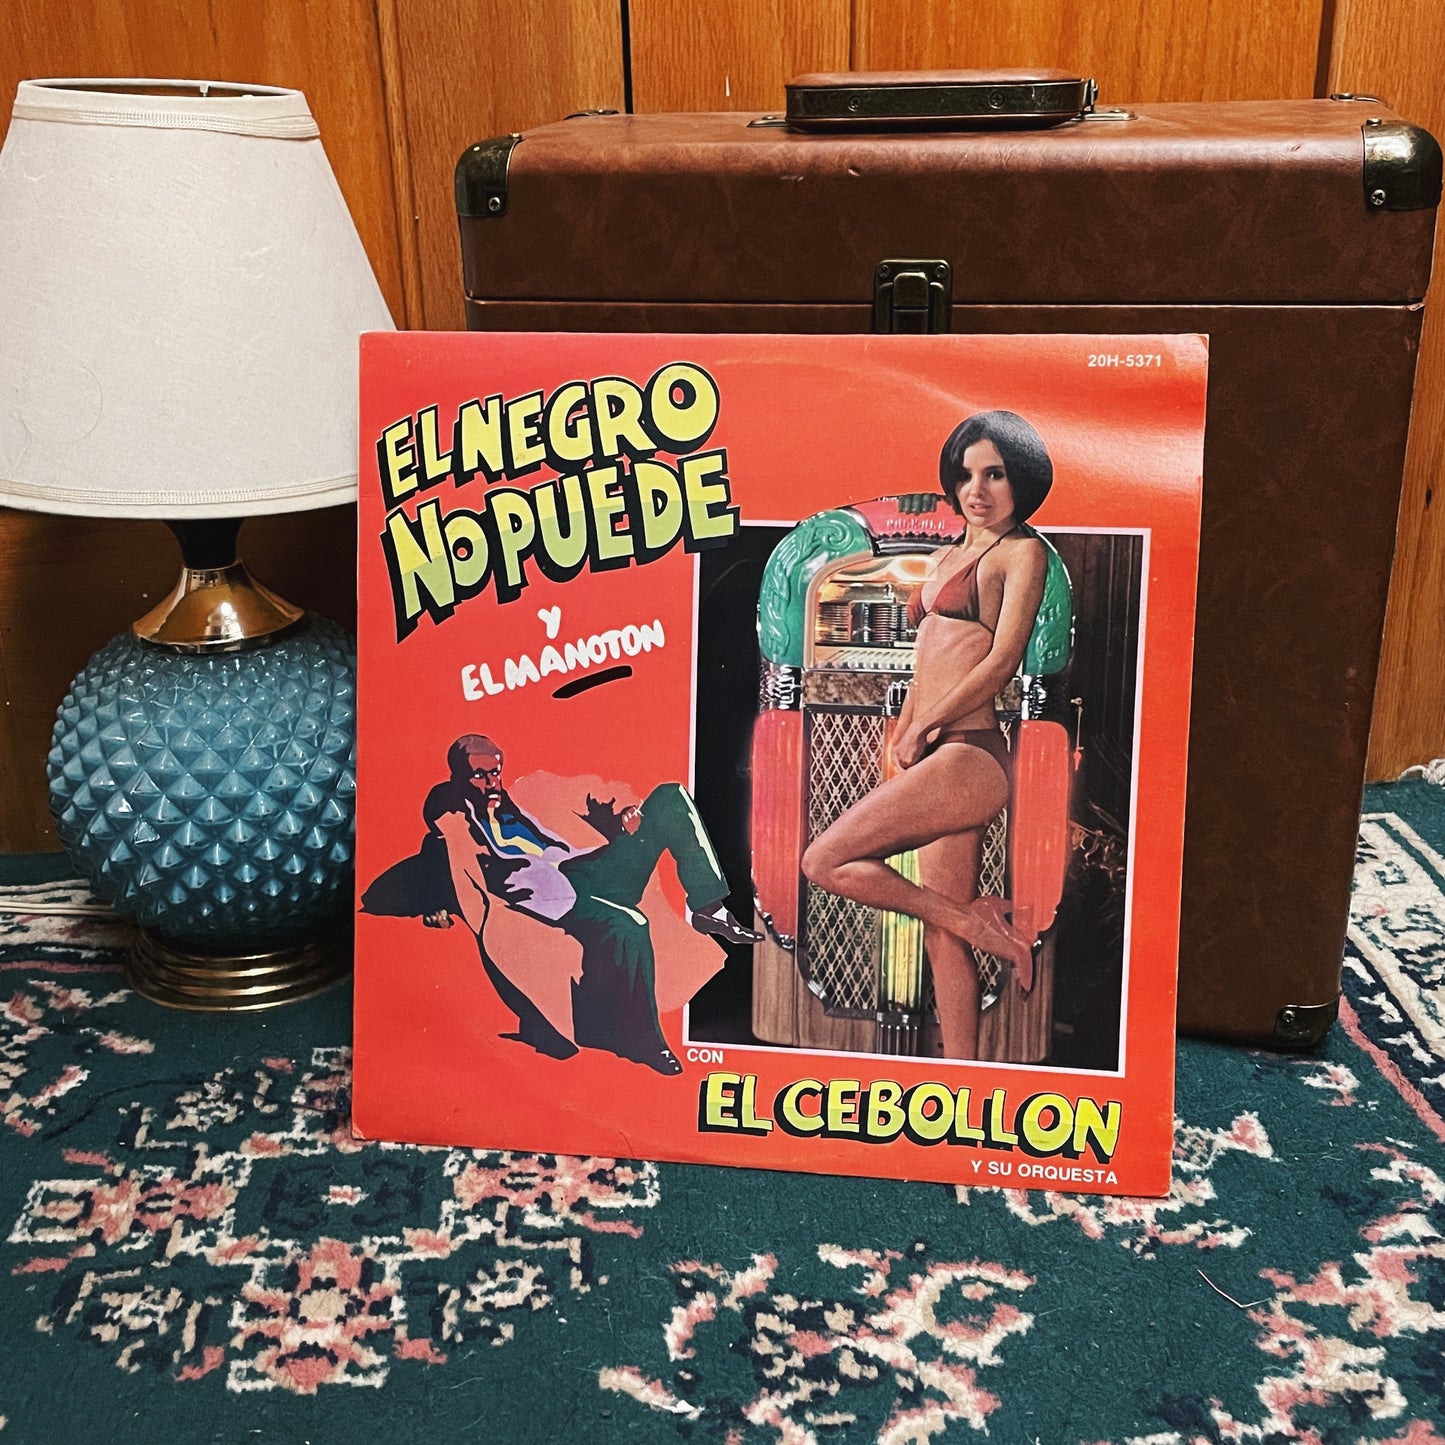 20H-5371
EL NEGRO
NO PUEDE
Y
EL MANOTON
CON
EL CEBOLLON
Y SU ORQUESTA